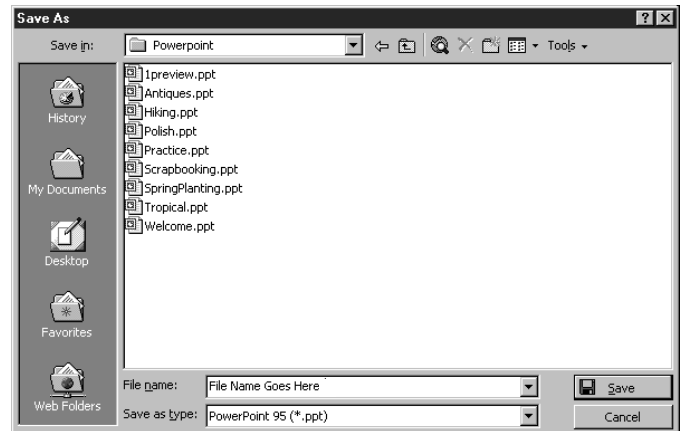 Save As
Save in:
Powerpoint
Tools
History
My Documents
Desktop
Favorites
Web Folders
1preview.ppt
Antiques.ppt
Hiking.ppt
Polish.ppt
Practice.ppt
Scrapbooking.ppt
SpringPlanting.ppt
Tropical.ppt
Welcome.ppt
File name:
File Name Goes Here
Save
Save as type:
PowerPoint 95 (*.ppt)
Cancel